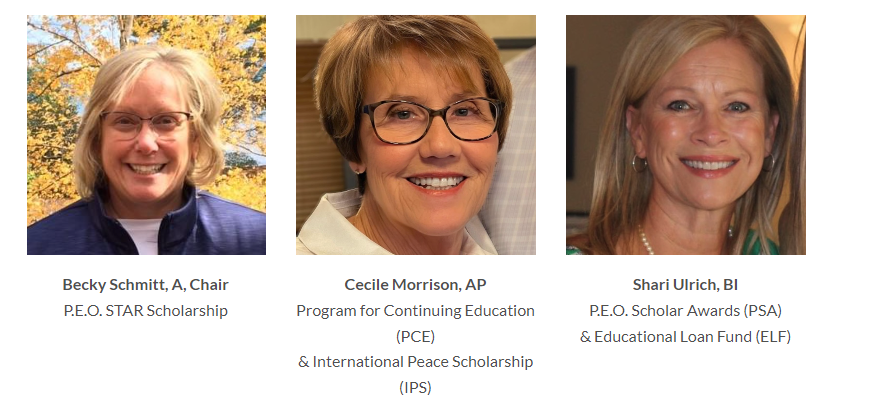 Becky Schmitt, A, Chair
P.E.O. STAR Scholarship
Cecile Morrison, AP
Program for Continuing Education
(PCE)
& International Peace Scholarship
(IPS)
Shari Ulrich, BI
P.E.O. Scholar Awards (PSA)
& Educational Loan Fund (ELF)